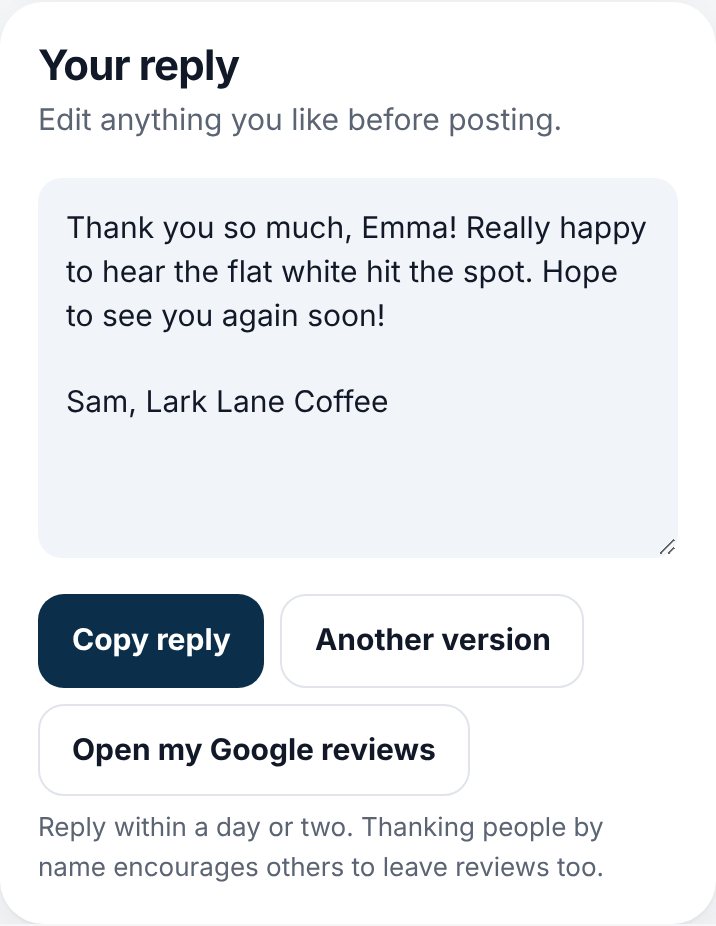 Your reply
Edit anything you like before posting.
Thank you so much, Emma! Really happy
to hear the flat white hit the spot. Hope
to see you again soon!
Sam, Lark Lane Coffee
Copy reply
Another version
Open my Google reviews
Reply within a day or two. Thanking people by
name encourages others to leave reviews too.